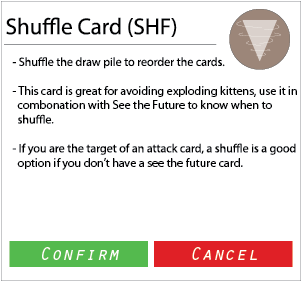 Shuffle Card (SHF)
- Shuffle the draw pile to reorder the cards.
- This card is great for avoiding exploding kittens, use it in
combonation with See the Future to know when to
shuffle.
- If you are the target of an attack card, a shuffle is a good
option if you don't have a see the future card.
Confirm
Cancel